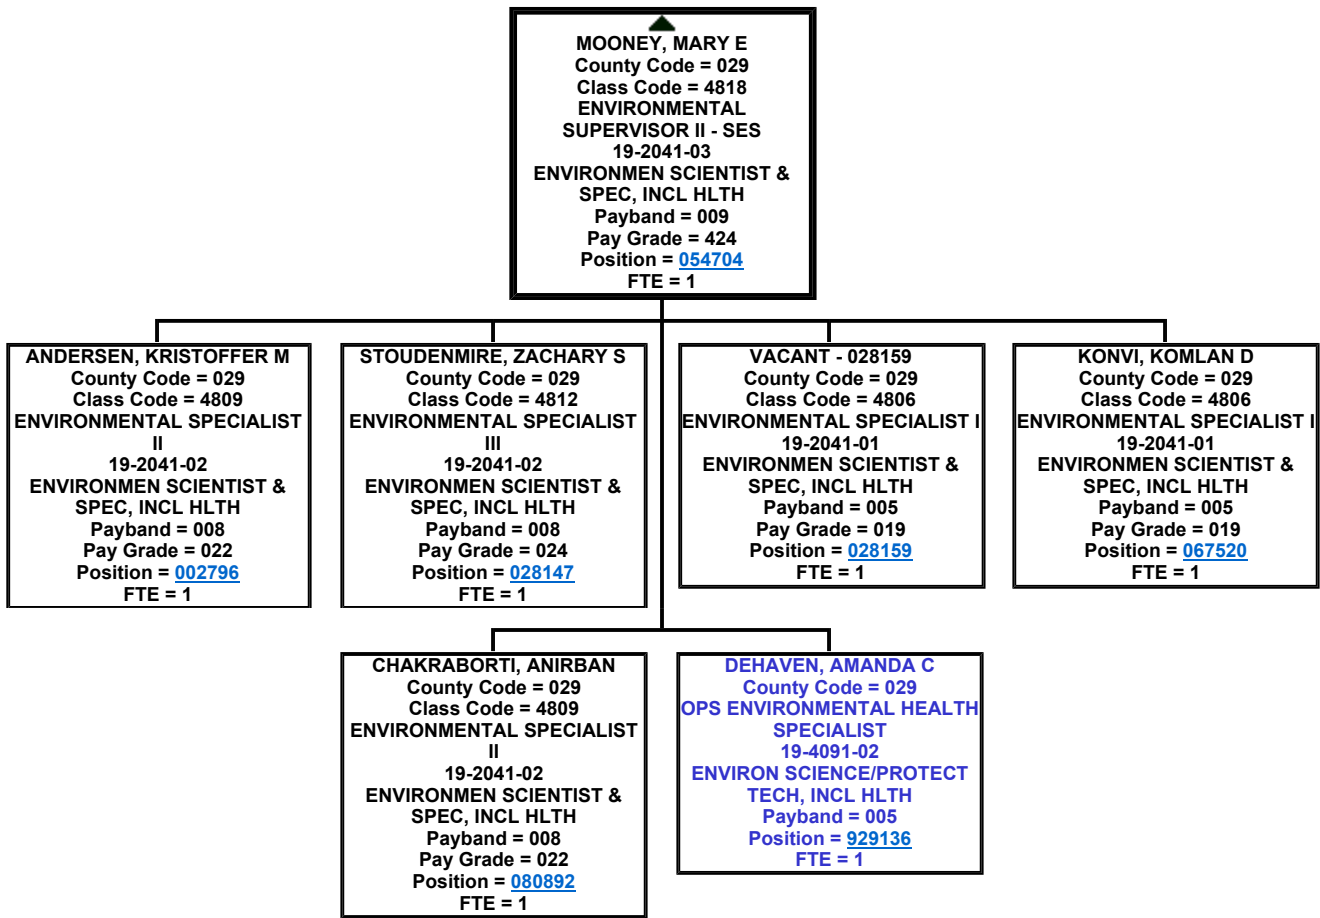 MOONEY, MARY E
County Code = 029
Class Code = 4818
ENVIRONMENTAL
SUPERVISOR II - SES
19-2041-03
ENVIRONMEN SCIENTIST &
SPEC, INCL HLTH
Payband = 009
Pay Grade = 424
Position = 054704
FTE = 1
ANDERSEN, KRISTOFFER M
County Code = 029
Class Code = 4809
ENVIRONMENTAL SPECIALIST
II
19-2041-02
ENVIRONMEN SCIENTIST &
SPEC, INCL HLTH
Payband = 008
Pay Grade = 022
Position = 002796
FTE = 1
STOUDENMIRE, ZACHARY S
County Code = 029
Class Code = 4812
ENVIRONMENTAL SPECIALIST
III
19-2041-02
ENVIRONMEN SCIENTIST &
SPEC, INCL HLTH
Payband = 008
Pay Grade = 024
Position = 028147
FTE = 1
VACANT - 028159
County Code = 029
Class Code = 4806
ENVIRONMENTAL SPECIALIST I
19-2041-01
ENVIRONMEN SCIENTIST &
SPEC, INCL HLTH
Payband = 005
Pay Grade = 019
Position = 028159
FTE = 1
KONVI, KOMLAN D
County Code = 029
Class Code = 4806
ENVIRONMENTAL SPECIALIST I
19-2041-01
ENVIRONMEN SCIENTIST &
SPEC, INCL HLTH
Payband = 005
Pay Grade = 019
Position = 067520
FTE = 1
CHAKRABORTI, ANIRBAN
County Code = 029
Class Code = 4809
ENVIRONMENTAL SPECIALIST
II
19-2041-02
ENVIRONMEN SCIENTIST &
SPEC, INCL HLTH
Payband = 008
Pay Grade = 022
Position = 080892
FTE = 1
DEHAVEN, AMANDA C
County Code = 029
OPS ENVIRONMENTAL HEALTH
SPECIALIST
19-4091-02
ENVIRON SCIENCE/PROTECT
TECH, INCL HLTH
Payband = 005
Position = 929136
FTE = 1